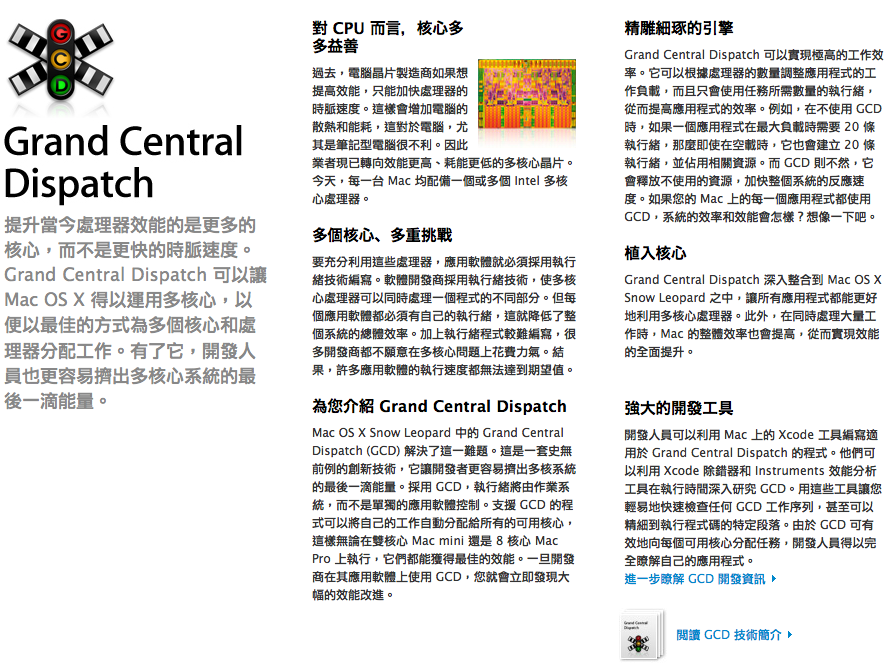 G
C
D
Grand Central
Dispatch
提升當今處理器效能的是更多的
核心，而不是更快的時脈速度。
Grand Central Dispatch 可以讓
Mac OS X 得以運用多核心，以
便以最佳的方式為多個核心和處
理器分配工作。有了它，開發人
員也更容易擠出多核心系統的最
後一滴能量。
對 CPU 而言，核心多
多益善
過去，電腦晶片製造商如果想
提高效能，只能加快處理器的
時脈速度。這樣會增加電腦的
散熱和能耗，這對於電腦，尤
其是筆記型電腦很不利。因此
業者現已轉向效能更高、耗能更低的多核心晶片。
今天，每一台 Mac 均配備一個或多個 Intel 多核
心處理器。
多個核心、多重挑戰
要充分利用這些處理器，應用軟體就必須採用執行
緒技術編寫。軟體開發商採用執行緒技術，使多核
心處理器可以同時處理一個程式的不同部分。但每
個應用軟體都必須有自己的執行緒，這就降低了整
個系統的總體效率。加上執行緒程式較難編寫，很
多開發商都不願意在多核心問題上花費力氣。結
果，許多應用軟體的執行速度都無法達到期望值。
為您介紹 Grand Central Dispatch
Mac OS X Snow Leopard 中的 Grand Central
Dispatch (GCD) 解決了這一難題。這是一套史無
前例的創新技術，它讓開發者更容易擠出多核系統
的最後一滴能量。採用 GCD，執行緒將由作業系
統，而不是單獨的應用軟體控制。支援 GCD 的程
式可以將自己的工作自動分配給所有的可用核心，
這樣無論在雙核心 Mac mini 還是 8 核心 Mac
Pro 上執行，它們都能獲得最佳的效能。一旦開發
商在其應用軟體上使用 GCD，您就會立即發現大
幅的效能改進。
精雕細琢的引擎
Grand Central Dispatch 可以實現極高的工作效
率。它可以根據處理器的數量調整應用程式的工
作負載，而且只會使用任務所需數量的執行緒，
從而提高應用程式的效率。例如，在不使用 GCD
時，如果一個應用程式在最大負載時需要 20 條
執行緒，那麼即使在空載時，它也會建立 20 條
執行緒，並佔用相關資源。而 GCD 則不然，它
會釋放不使用的資源，加快整個系統的反應速
度。如果您的 Mac 上的每一個應用程式都使用
GCD，系統的效率和效能會怎樣？想像一下吧。
植入核心
Grand Central Dispatch 深入整合到 Mac OS X
Snow Leopard 之中，讓所有應用程式都能更好
地利用多核心處理器。此外，在同時處理大量工
作時，Mac 的整體效率也會提高，從而實現效能
的全面提升。
強大的開發工具
開發人員可以利用 Mac 上的 Xcode 工具編寫適
用於 Grand Central Dispatch 的程式。他們可
以利用 Xcode 除錯器和 Instruments 效能分析
工具在執行時間深入研究 GCD。用這些工具讓您
輕易地快速檢查任何 GCD 工作序列，甚至可以
精細到執行程式碼的特定段落。由於 GCD 可有
效地向每個可用核心分配任務，開發人員得以完
全瞭解自己的應用程式。
進一步瞭解 GCD 開發資訊
Grand Central
Dispatch
閱讀 GCD 技術簡介